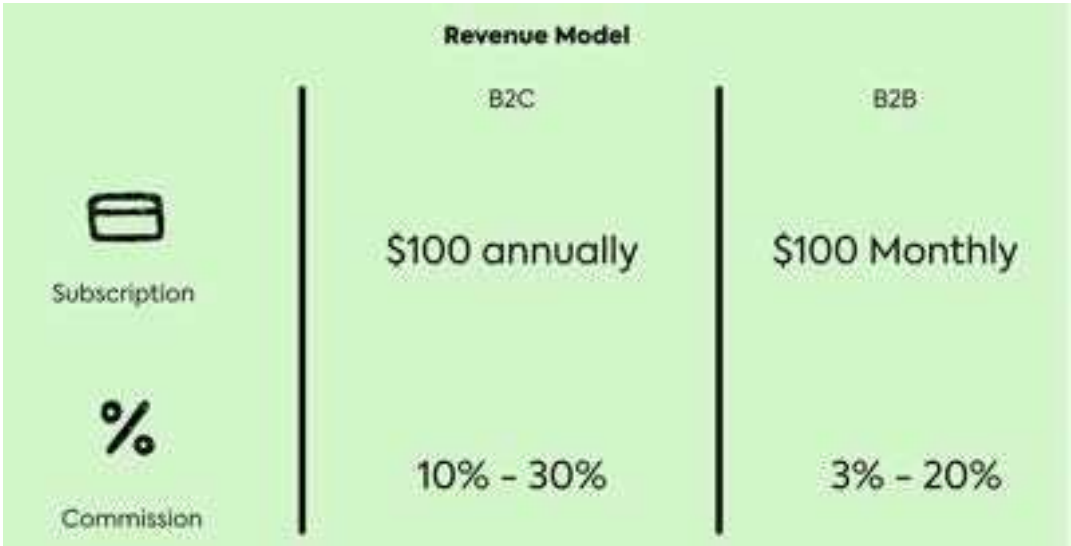 Revenue Model
B2C
B2B
Subscription
$100 annually
$100 Monthly
Commission
10% - 30%
3% - 20%